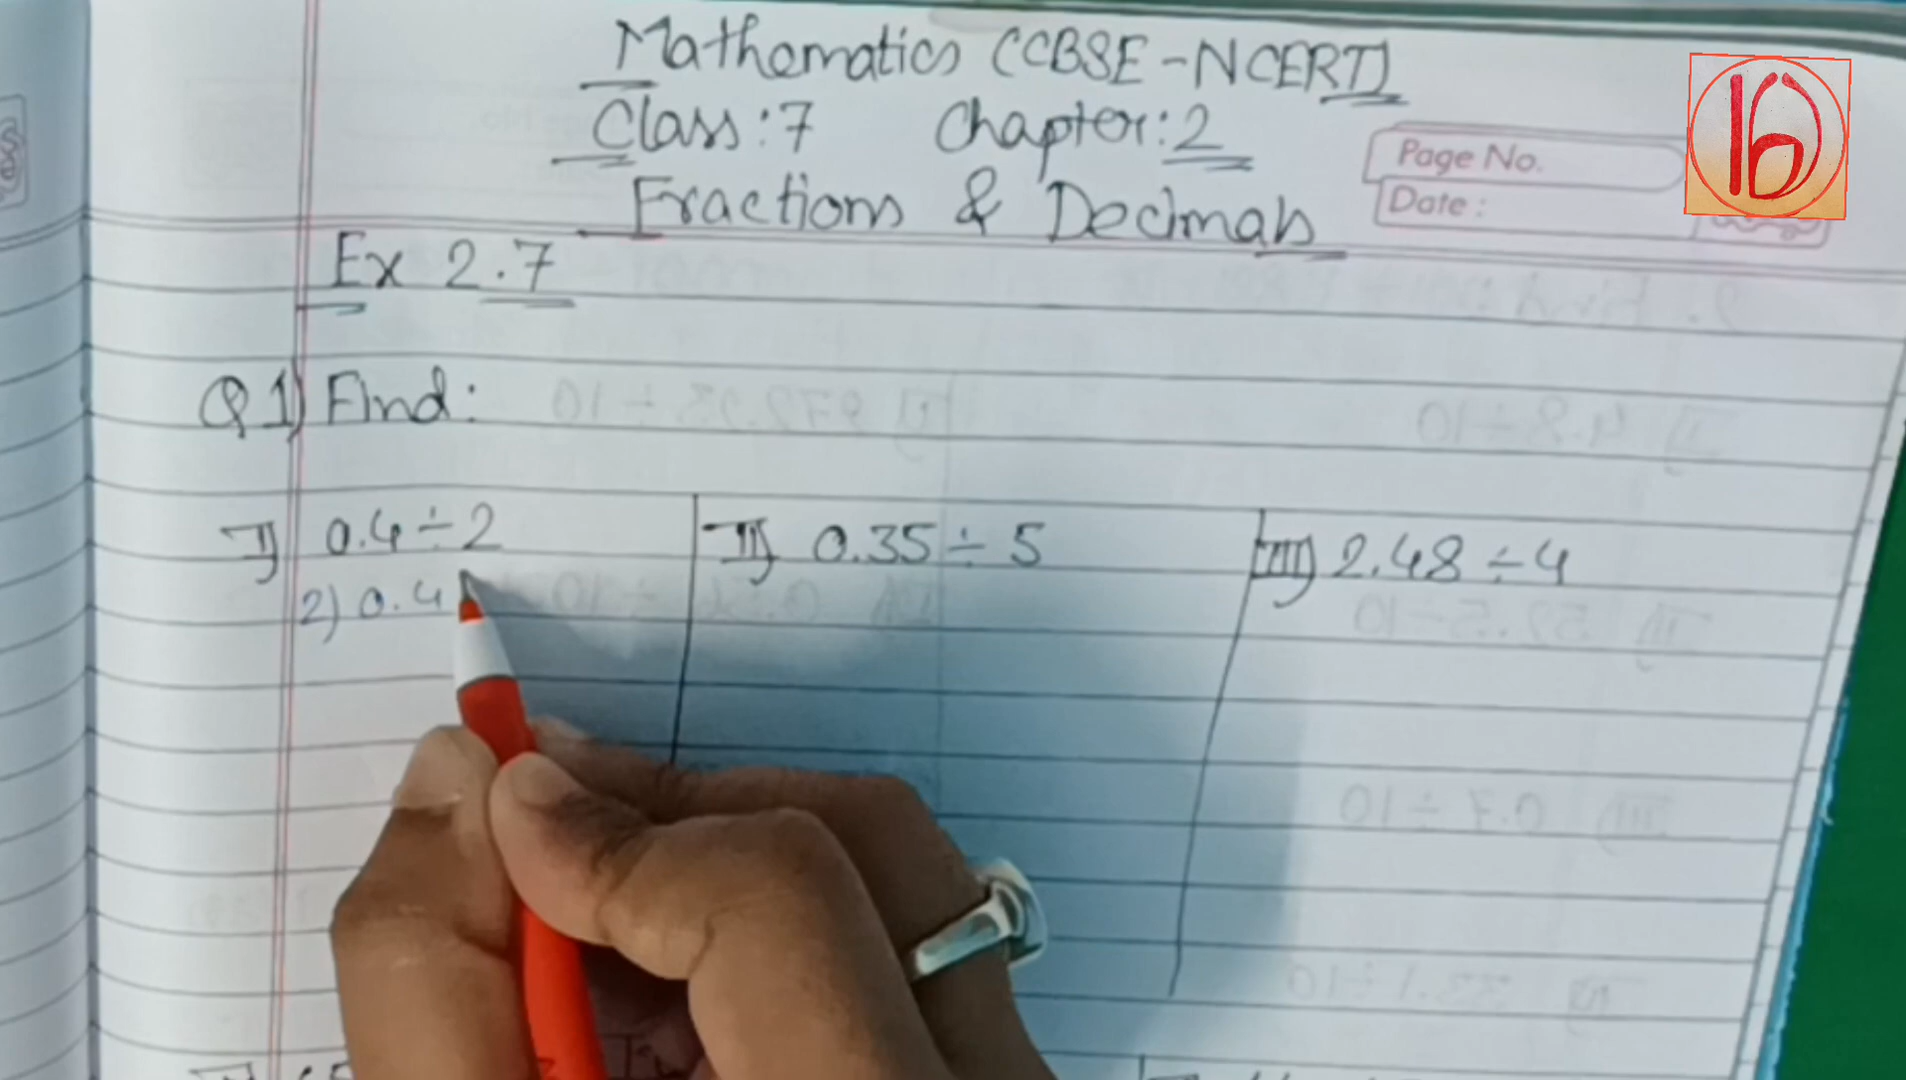 Mathematics (CBSE-NCERT)
Class:7 Chapter:2
Page No.
Fractions & Decimals
Date:
Ex 2.7
Q1) Find:
I) 0.4÷2 II) 0.35÷5 III) 2.48÷4
2) 0.4